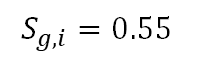 S_{g,i} = 0.55